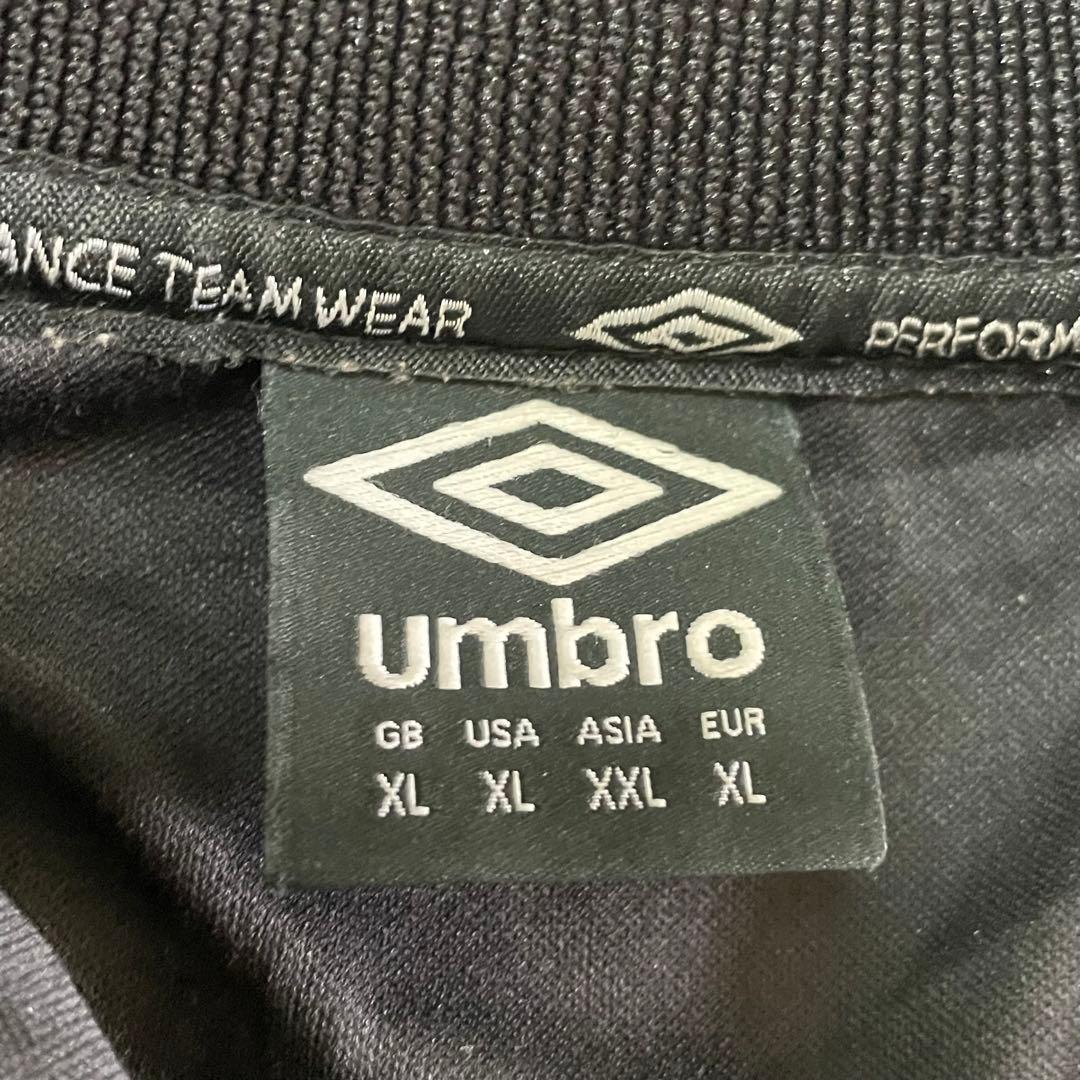 ANCE TEAM WEAR PERFORM
umbro
GB USA ASIA EUR
XL XL XXL XL